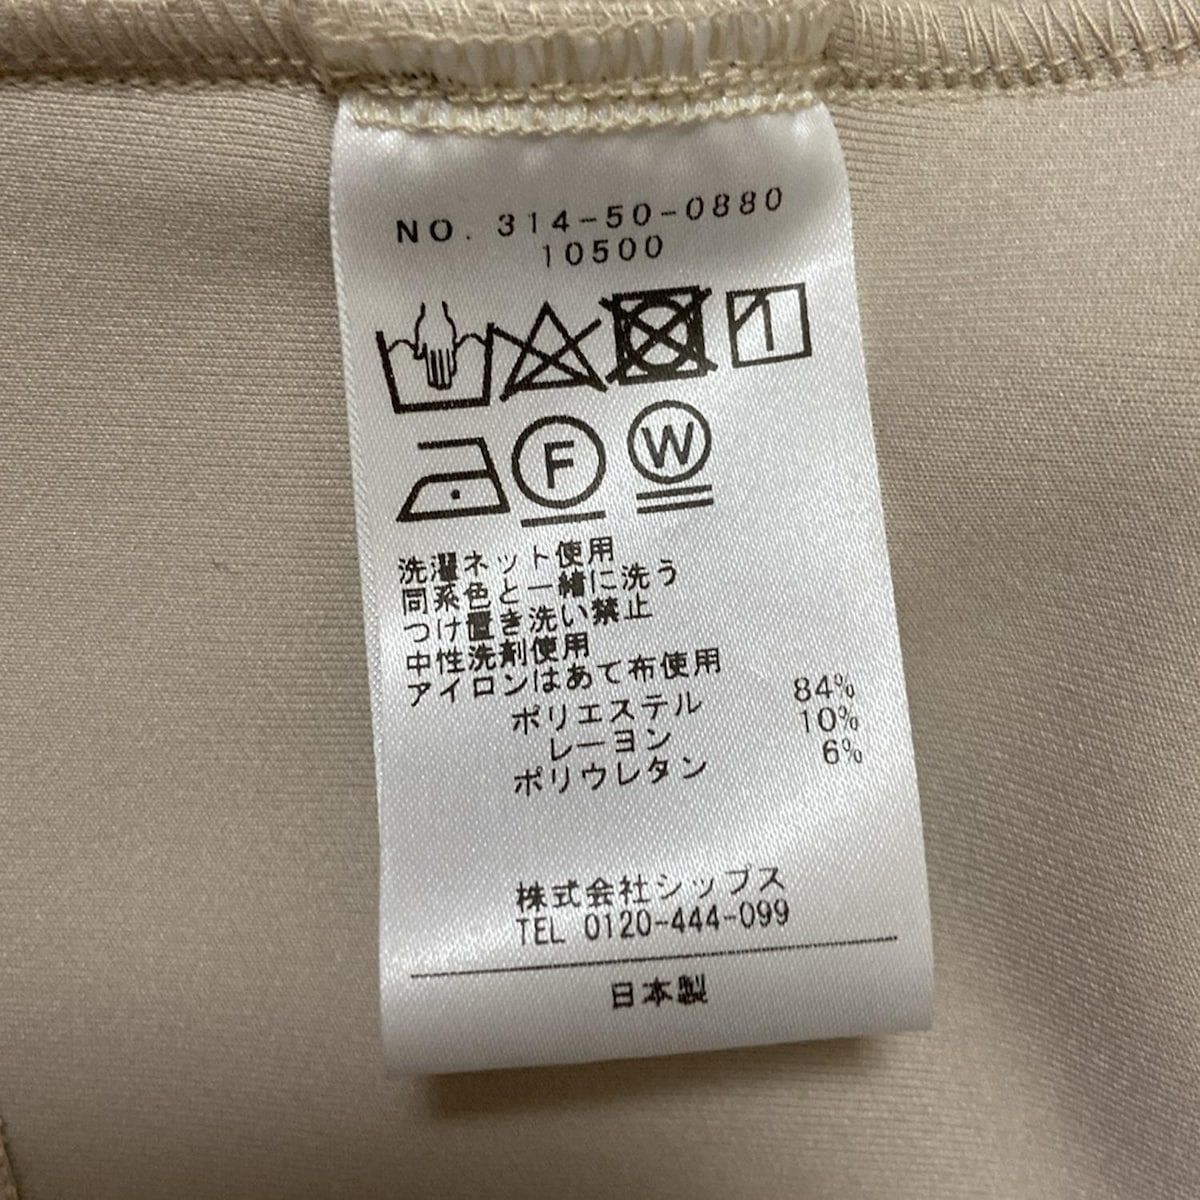 NO. 314-50-0880
10500
F W
洗濯ネット使用
同系色と一緒に洗う
つけ置き洗い禁止
中性洗剤使用
アイロンはあて布使用
ポリエステル 84%
レーヨン 10%
ポリウレタン 6%
株式会社シップス
TEL 0120-444-099
日本製